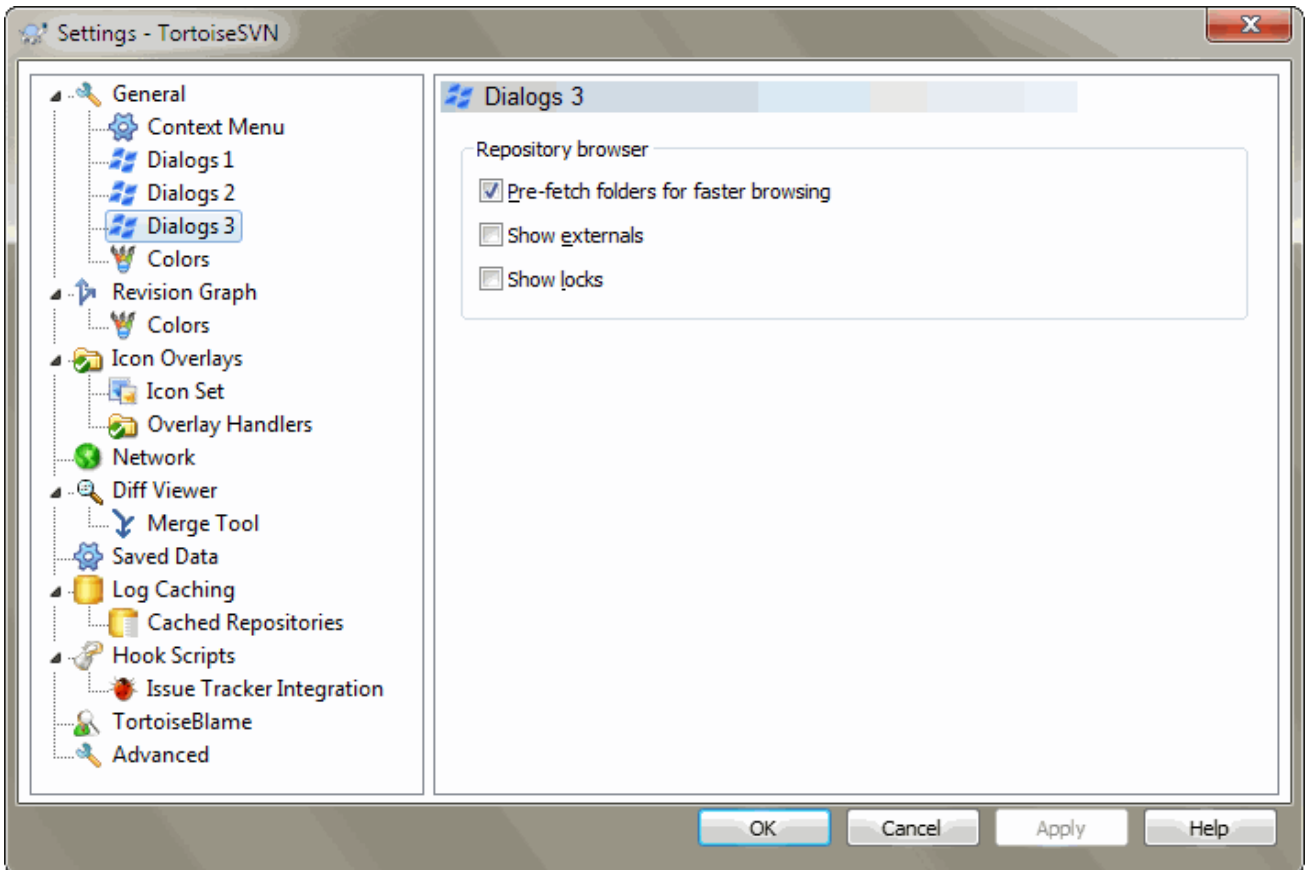 Settings - TortoiseSVN
General
Context Menu
Dialogs 1
Dialogs 2
Dialogs 3
Colors
Revision Graph
Colors
Icon Overlays
Icon Set
Overlay Handlers
Network
Diff Viewer
Merge Tool
Saved Data
Log Caching
Cached Repositories
Hook Scripts
Issue Tracker Integration
TortoiseBlame
Advanced
Dialogs 3
Repository browser
Pre-fetch folders for faster browsing
Show externals
Show locks
OK
Cancel
Apply
Help